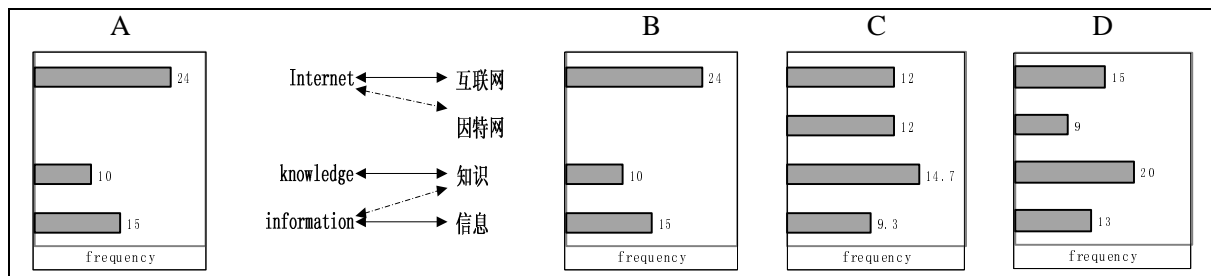 A B C D
24 Internet 互联网 24 12 15
因特网 12 9
10 knowledge 知识 10 14.7 20
15 information 信息 15 9.3 13
frequency frequency frequency frequency